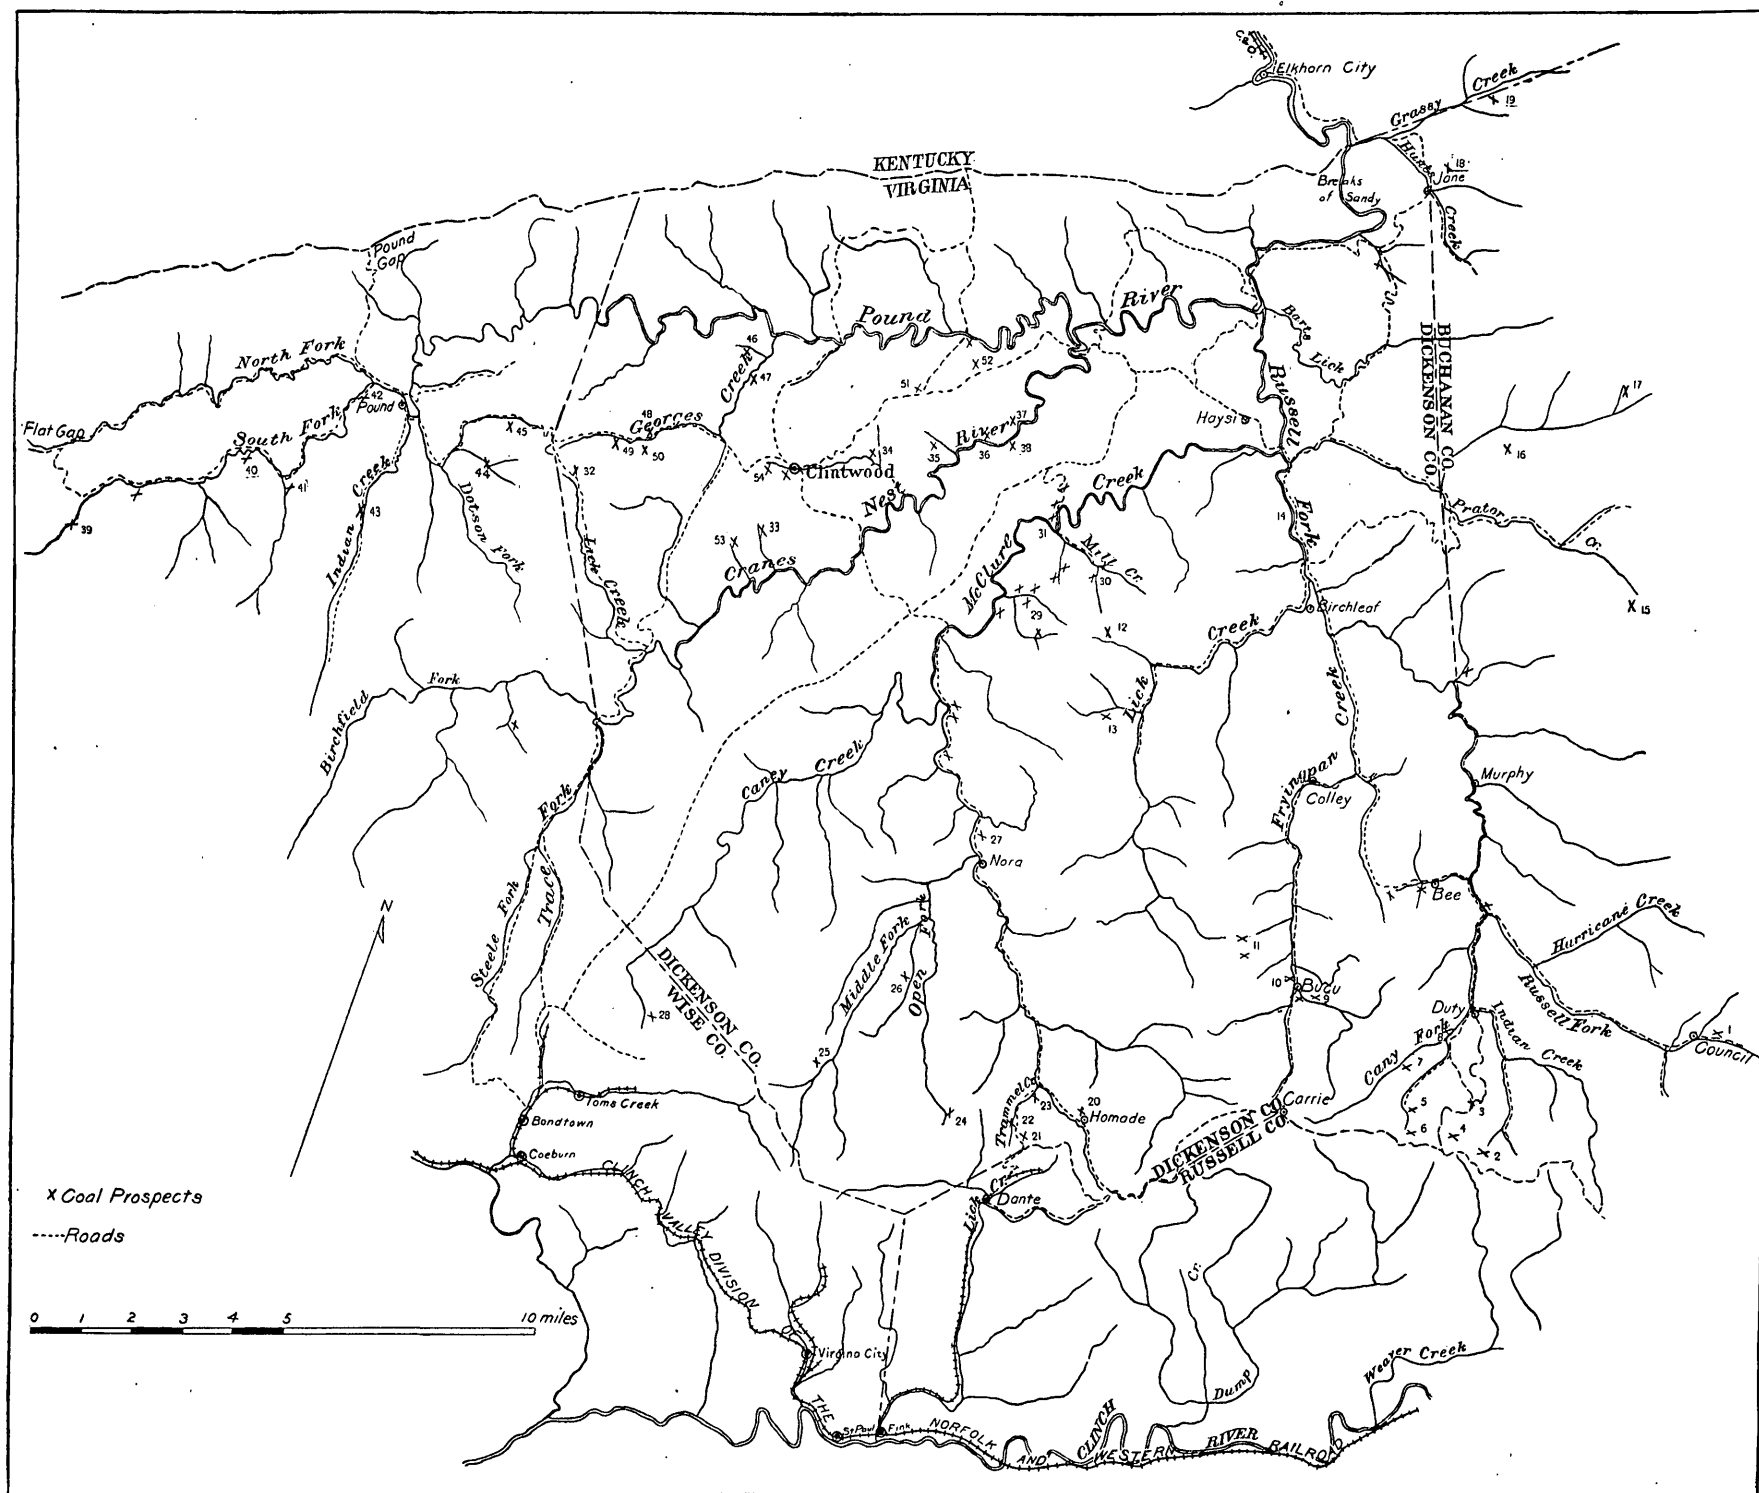 C.&O.
Elkhorn City
Grassy Creek
19
KENTUCKY
VIRGINIA
Hunts Creek
18
Jane
Breaks of Sandy
Pound Gap
Pound River
North Fork
Barts Lick
BUCHANAN CO.
DICKENSON CO.
46
Georges Creek
47
52
51
42
Pound
Flat Gap
South Fork
45
48
49
50
Haysi
Russell Fork
17
16
37
36
38
35
34
54
Clintwood
40
41
44
32
39
43
Indian Creek
Dotson Fork
Lick Creek
53
33
Cranes Nest River
McClure Creek
31
Mill Cr.
30
29
14
Prator Cr.
15
Birchleaf
12
Lick Creek
13
Birchfield Fork
Caney Creek
Fryingpan Creek
Colley
Murphy
27
Nora
Bee
Steele Fork
Trace Fork
N
Hurricane Creek
Middle Fork
Open Fork
26
25
28
DICKENSON CO.
WISE CO.
11
10
Bucu
9
Duty
Indian Creek
Russell Fork
1
Council
Cany Fork
8
7
5
6
3
4
2
Carrie
Toms Creek
Bondtown
Coeburn
24
Trammel Cr.
23
22
21
20
Homade
DICKENSON CO.
RUSSELL CO.
Lick Cr.
Dante
x Coal Prospects
-----Roads
0 1 2 3 4 5 10 miles
CLINCH VALLEY DIVISION OF THE NORFOLK AND WESTERN RAILROAD
Virgina City
St Paul
Fink
CLINCH RIVER
Dump Cr.
Weaver Creek